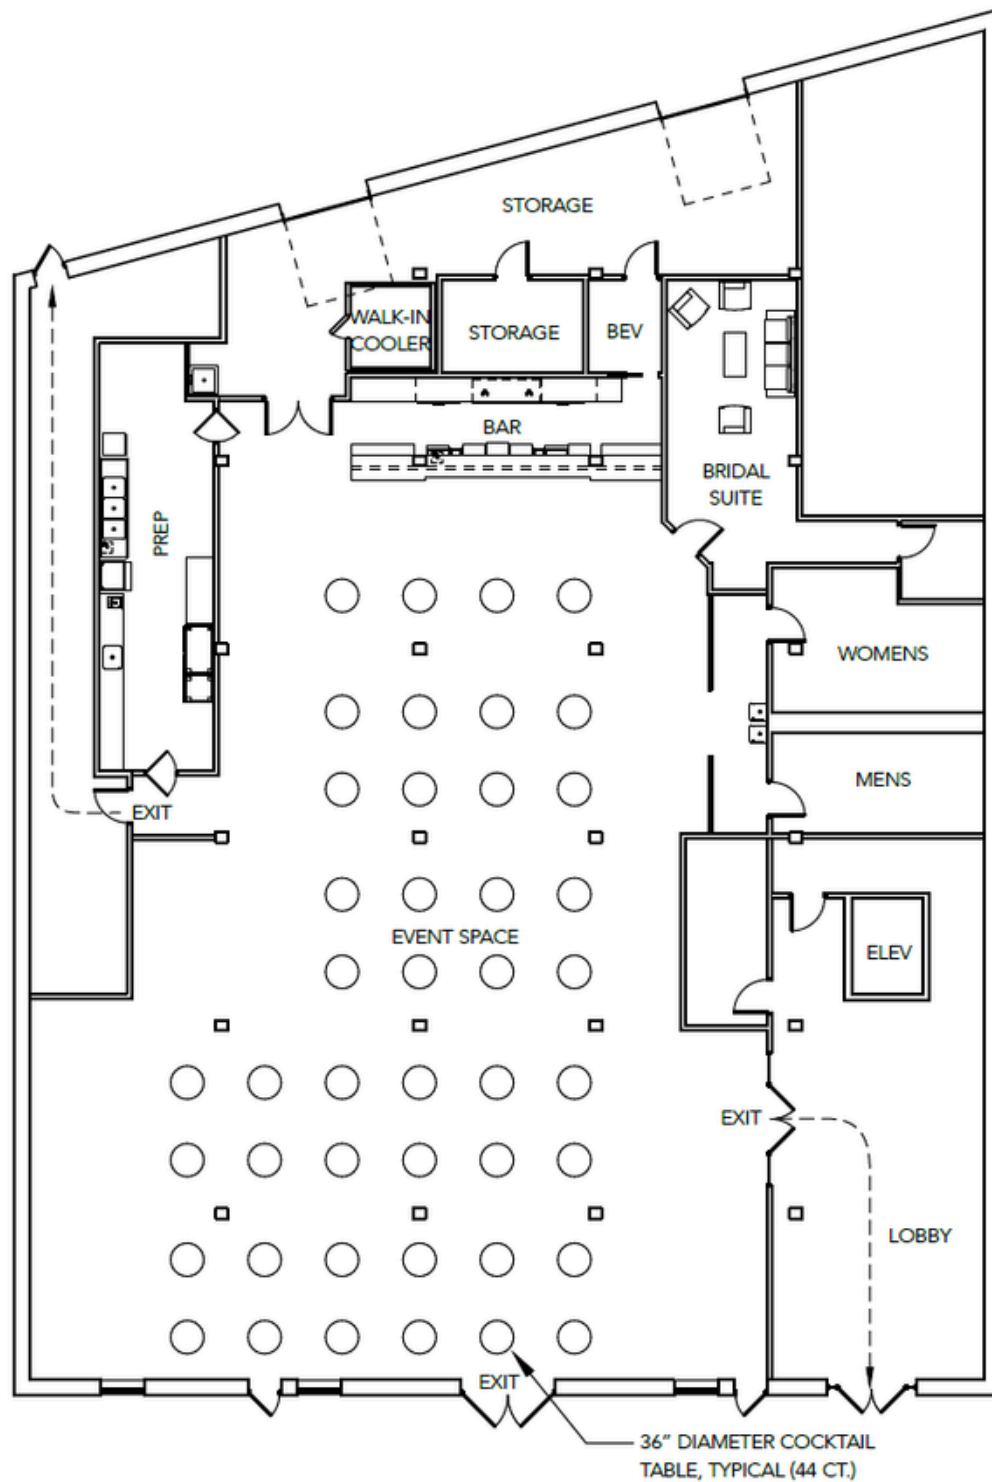 STORAGE
WALK-IN
COOLER
STORAGE
BEV
BAR
BRIDAL
SUITE
PREP
WOMENS
MENS
EXIT
EVENT SPACE
ELEV
EXIT
LOBBY
EXIT
36" DIAMETER COCKTAIL
TABLE, TYPICAL (44 CT.)